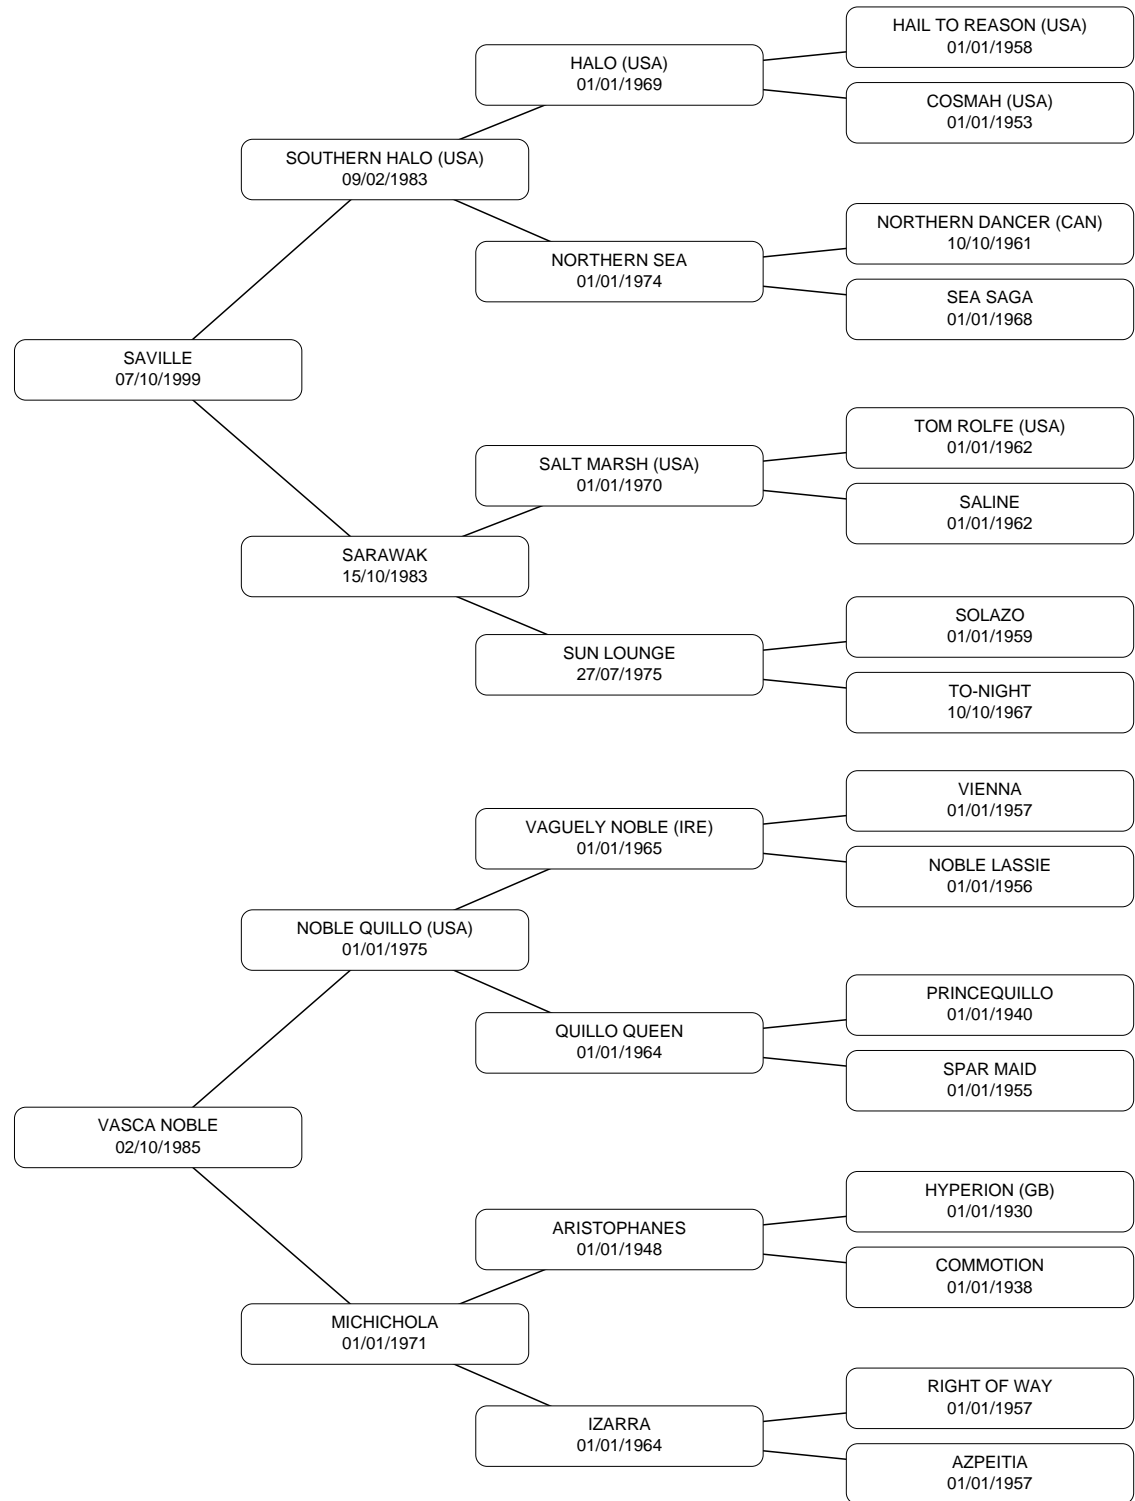 HAIL TO REASON (USA)
01/01/1958
HALO (USA)
01/01/1969
COSMAH (USA)
01/01/1953
SOUTHERN HALO (USA)
09/02/1983
NORTHERN DANCER (CAN)
10/10/1961
NORTHERN SEA
01/01/1974
SEA SAGA
01/01/1968
SAVILLE
07/10/1999
TOM ROLFE (USA)
01/01/1962
SALT MARSH (USA)
01/01/1970
SALINE
01/01/1962
SARAWAK
15/10/1983
SOLAZO
01/01/1959
SUN LOUNGE
27/07/1975
TO-NIGHT
10/10/1967
VIENNA
01/01/1957
VAGUELY NOBLE (IRE)
01/01/1965
NOBLE LASSIE
01/01/1956
NOBLE QUILLO (USA)
01/01/1975
PRINCEQUILLO
01/01/1940
QUILLO QUEEN
01/01/1964
SPAR MAID
01/01/1955
VASCA NOBLE
02/10/1985
HYPERION (GB)
01/01/1930
ARISTOPHANES
01/01/1948
COMMOTION
01/01/1938
MICHICHOLA
01/01/1971
RIGHT OF WAY
01/01/1957
IZARRA
01/01/1964
AZPEITIA
01/01/1957